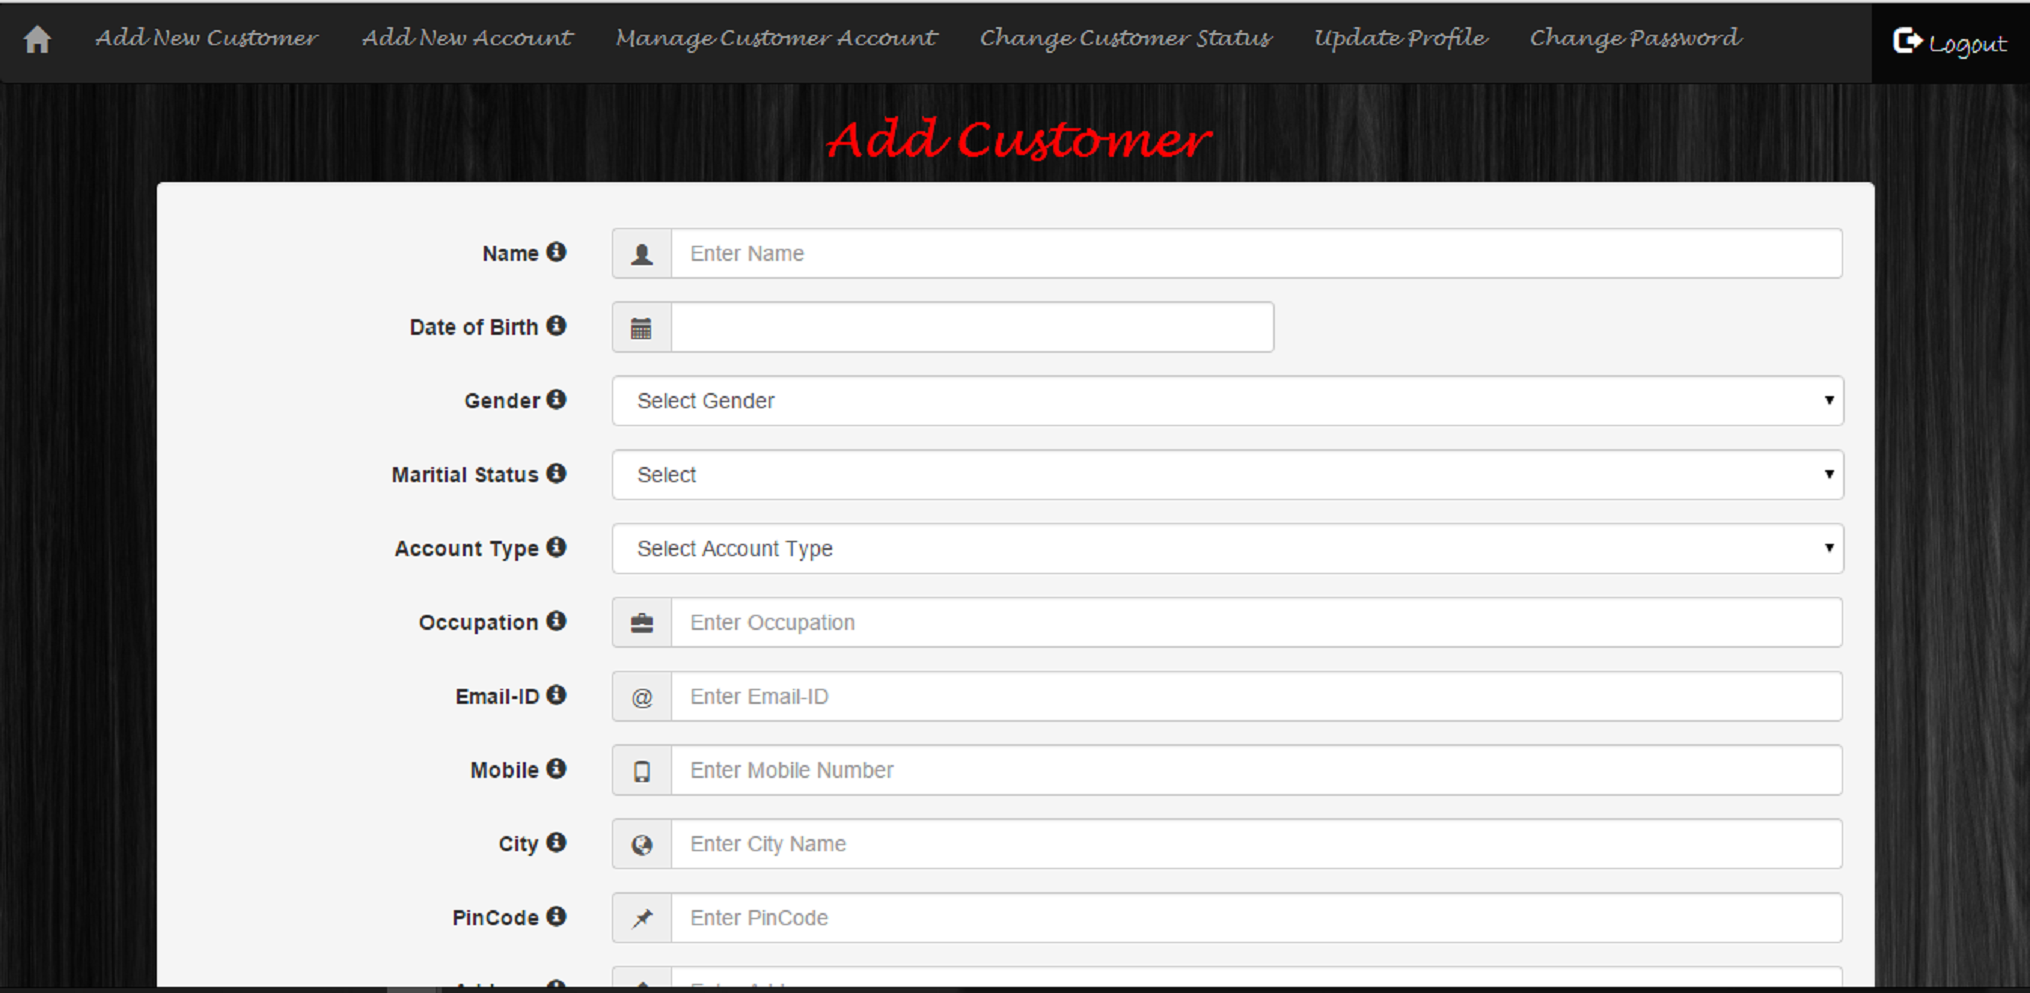 Add New Customer Add New Account Manage Customer Account Change Customer Status Update Profile Change Password Logout
Add Customer
Name Enter Name
Date of Birth
Gender Select Gender
Maritial Status Select
Account Type Select Account Type
Occupation Enter Occupation
Email-ID @ Enter Email-ID
Mobile Enter Mobile Number
City Enter City Name
PinCode Enter PinCode